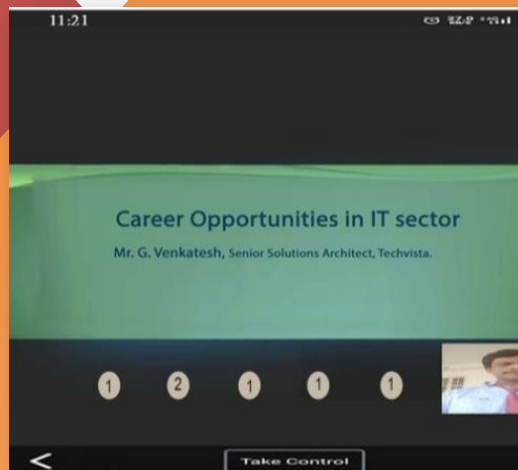 11:21
Career Opportunities in IT sector
Mr. G. Venkatesh, Senior Solutions Architect, Techvista.
1 2 1 1 1
Take Control